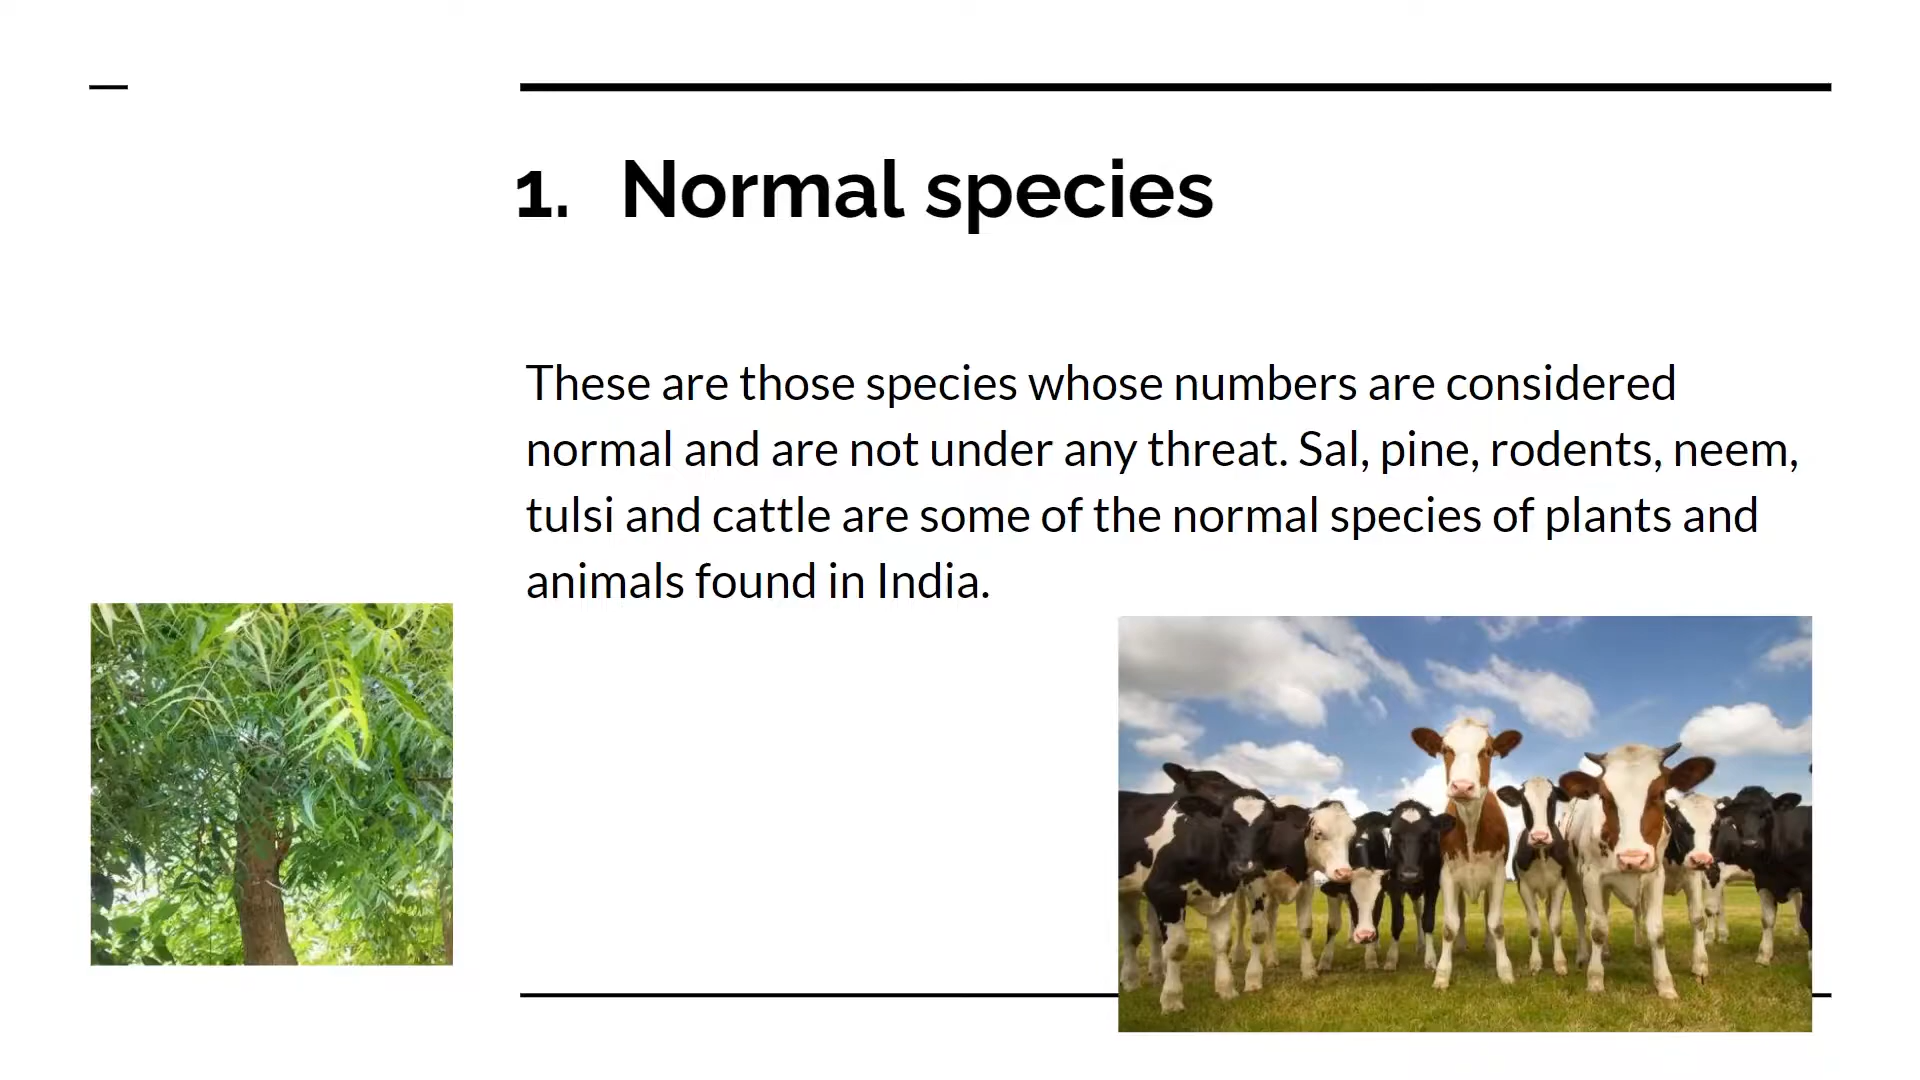 1. Normal species
These are those species whose numbers are considered
normal and are not under any threat. Sal, pine, rodents, neem,
tulsi and cattle are some of the normal species of plants and
animals found in India.